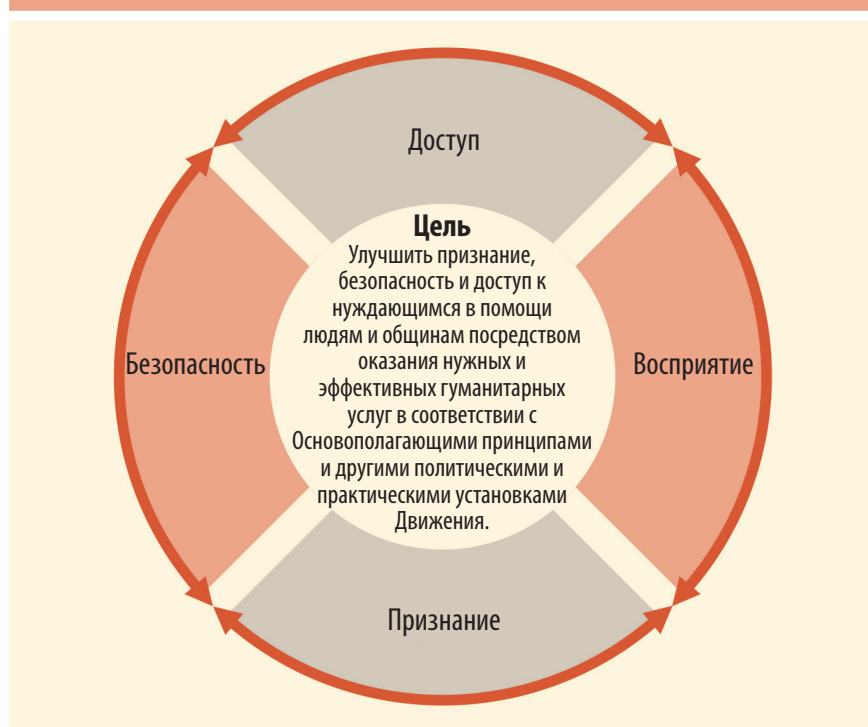 Доступ
Цель
Улучшить признание,
безопасность и доступ к
нуждающимся в помощи
людям и общинам посредством
оказания нужных и
эффективных гуманитарных
услуг в соответствии с
Основополагающими принципами
и другими политическими и
практическими установками
Движения.
Безопасность
Восприятие
Признание